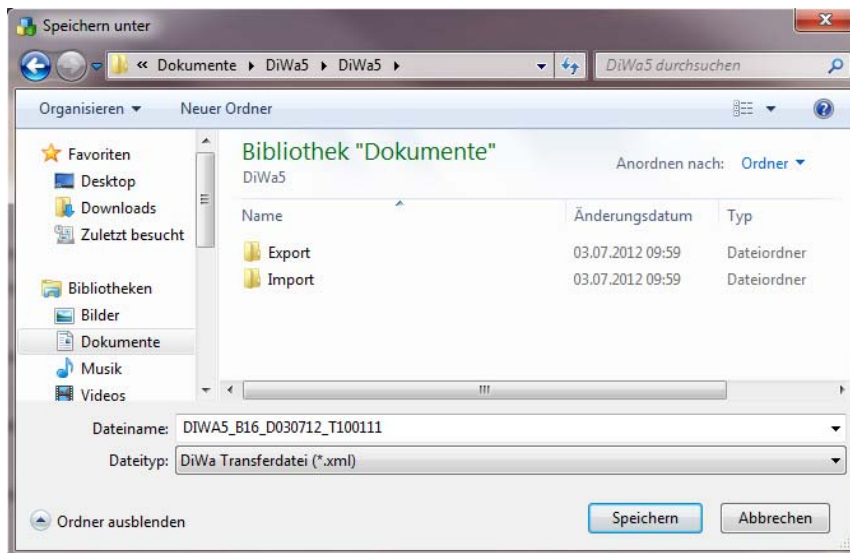 Speichern unter
« Dokumente ▸ DiWa5 ▸ DiWa5 ▸
DiWa5 durchsuchen
Organisieren
Neuer Ordner
Favoriten
Desktop
Downloads
Zuletzt besucht
Bibliotheken
Bilder
Dokumente
Musik
Videos
Bibliothek "Dokumente"
DiWa5
Anordnen nach: Ordner
Name Änderungsdatum Typ
Export 03.07.2012 09:59 Dateiordner
Import 03.07.2012 09:59 Dateiordner
Dateiname: DIWA5_B16_D030712_T100111
Dateityp: DiWa Transferdatei (*.xml)
Ordner ausblenden
Speichern
Abbrechen